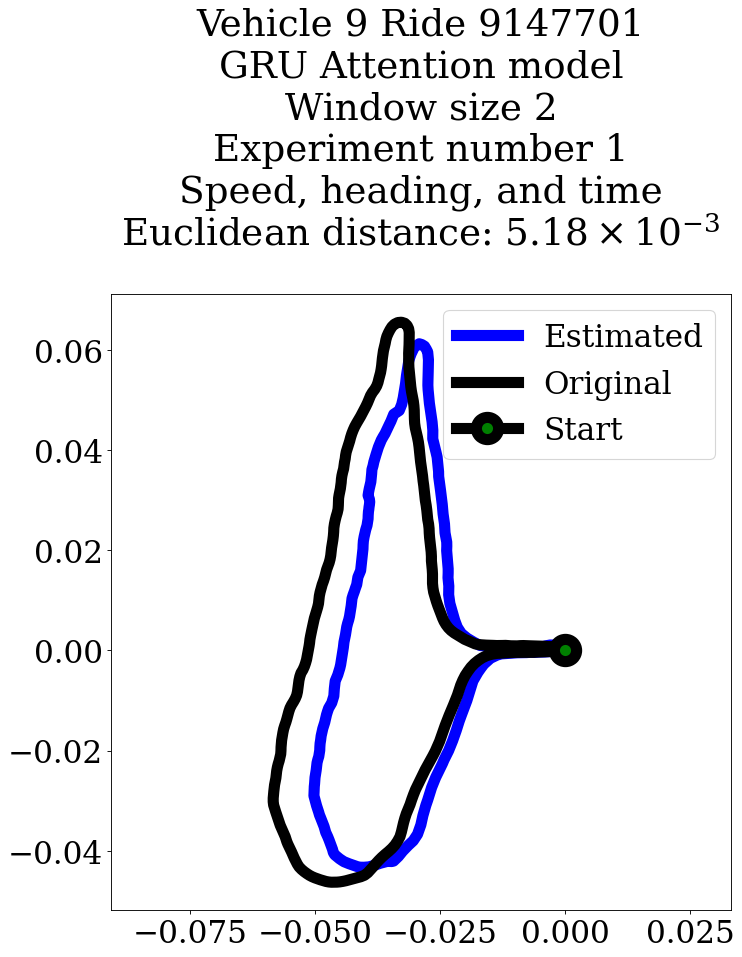 Vehicle 9 Ride 9147701
GRU Attention model
Window size 2
Experiment number 1
Speed, heading, and time
Euclidean distance: 5.18 × 10⁻³
Estimated
Original
Start
0.06
0.04
0.02
0.00
−0.02
−0.04
−0.075 −0.050 −0.025 0.000 0.025